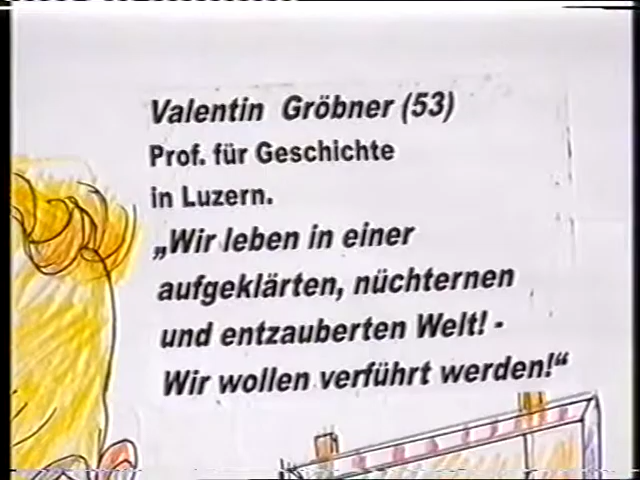 Valentin Gröbner (53)
Prof. für Geschichte
in Luzern.
„Wir leben in einer
aufgeklärten, nüchternen
und entzauberten Welt! -
Wir wollen verführt werden!“